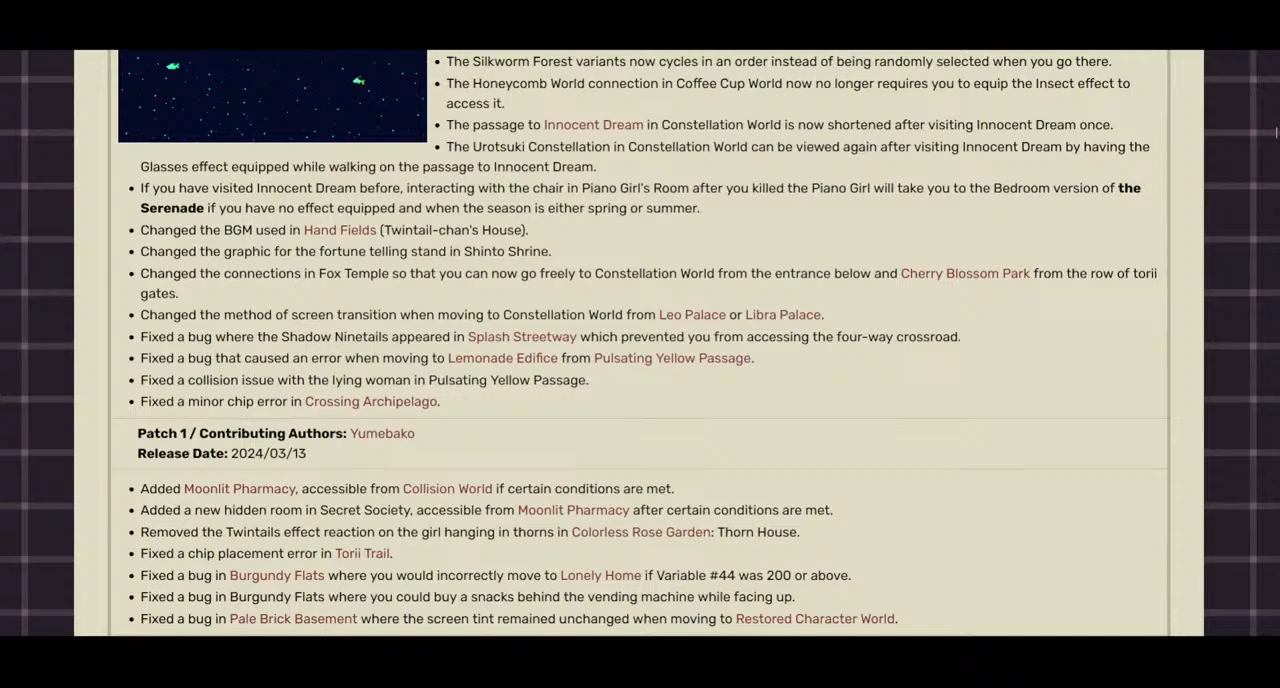 The Silkworm Forest variants now cycles in an order instead of being randomly selected when you go there.
The Honeycomb World connection in Coffee Cup World now no longer requires you to equip the Insect effect to
access it.
The passage to Innocent Dream in Constellation World is now shortened after visiting Innocent Dream once.
The Urotsuki Constellation in Constellation World can be viewed again after visiting Innocent Dream by having the
Glasses effect equipped while walking on the passage to Innocent Dream.
If you have visited Innocent Dream before, interacting with the chair in Piano Girl's Room after you killed the Piano Girl will take you to the Bedroom version of the
Serenade if you have no effect equipped and when the season is either spring or summer.
Changed the BGM used in Hand Fields (Twintail-chan's House).
Changed the graphic for the fortune telling stand in Shinto Shrine.
Changed the connections in Fox Temple so that you can now go freely to Constellation World from the entrance below and Cherry Blossom Park from the row of torii
gates.
Changed the method of screen transition when moving to Constellation World from Leo Palace or Libra Palace.
Fixed a bug where the Shadow Ninetails appeared in Splash Streetway which prevented you from accessing the four-way crossroad.
Fixed a bug that caused an error when moving to Lemonade Edifice from Pulsating Yellow Passage.
Fixed a collision issue with the lying woman in Pulsating Yellow Passage.
Fixed a minor chip error in Crossing Archipelago.
Patch 1 / Contributing Authors: Yumebako
Release Date: 2024/03/13
Added Moonlit Pharmacy, accessible from Collision World if certain conditions are met.
Added a new hidden room in Secret Society, accessible from Moonlit Pharmacy after certain conditions are met.
Removed the Twintails effect reaction on the girl hanging in thorns in Colorless Rose Garden: Thorn House.
Fixed a chip placement error in Torii Trail.
Fixed a bug in Burgundy Flats where you would incorrectly move to Lonely Home if Variable #44 was 200 or above.
Fixed a bug in Burgundy Flats where you could buy a snacks behind the vending machine while facing up.
Fixed a bug in Pale Brick Basement where the screen tint remained unchanged when moving to Restored Character World.